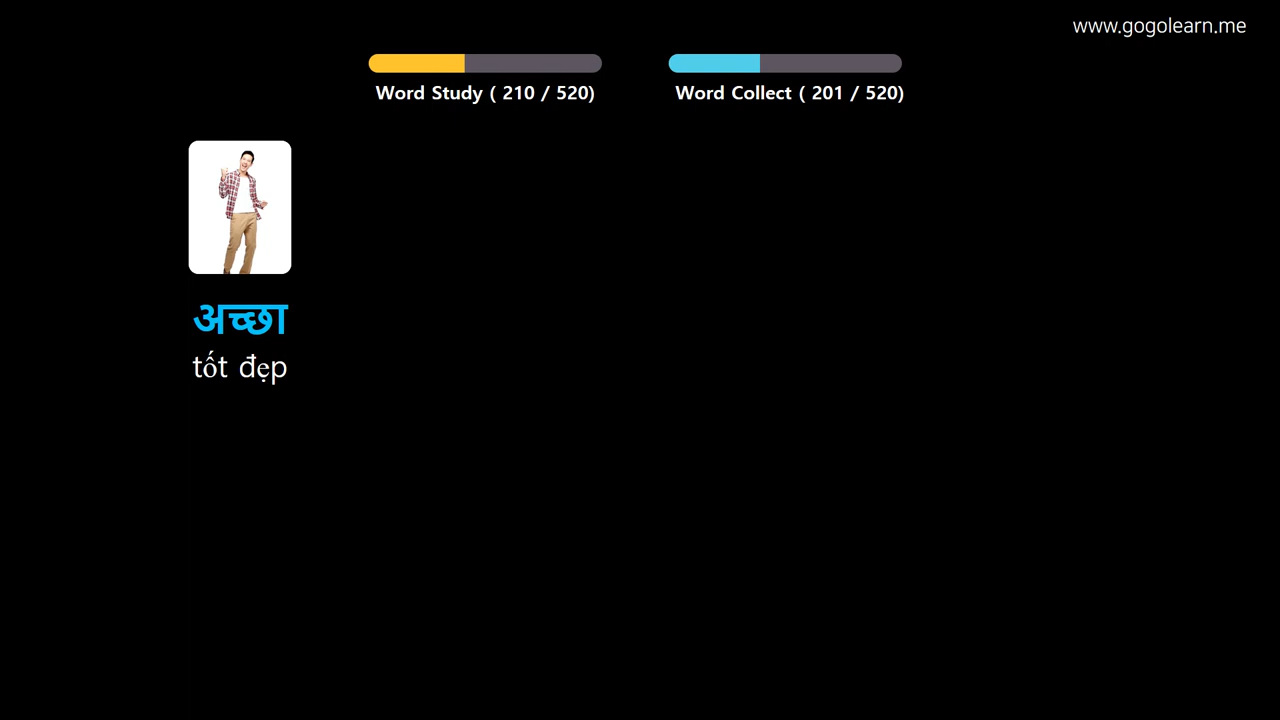 www.gogolearn.me
Word Study ( 210 / 520)
Word Collect ( 201 / 520)
अच्छा
tốt đẹp